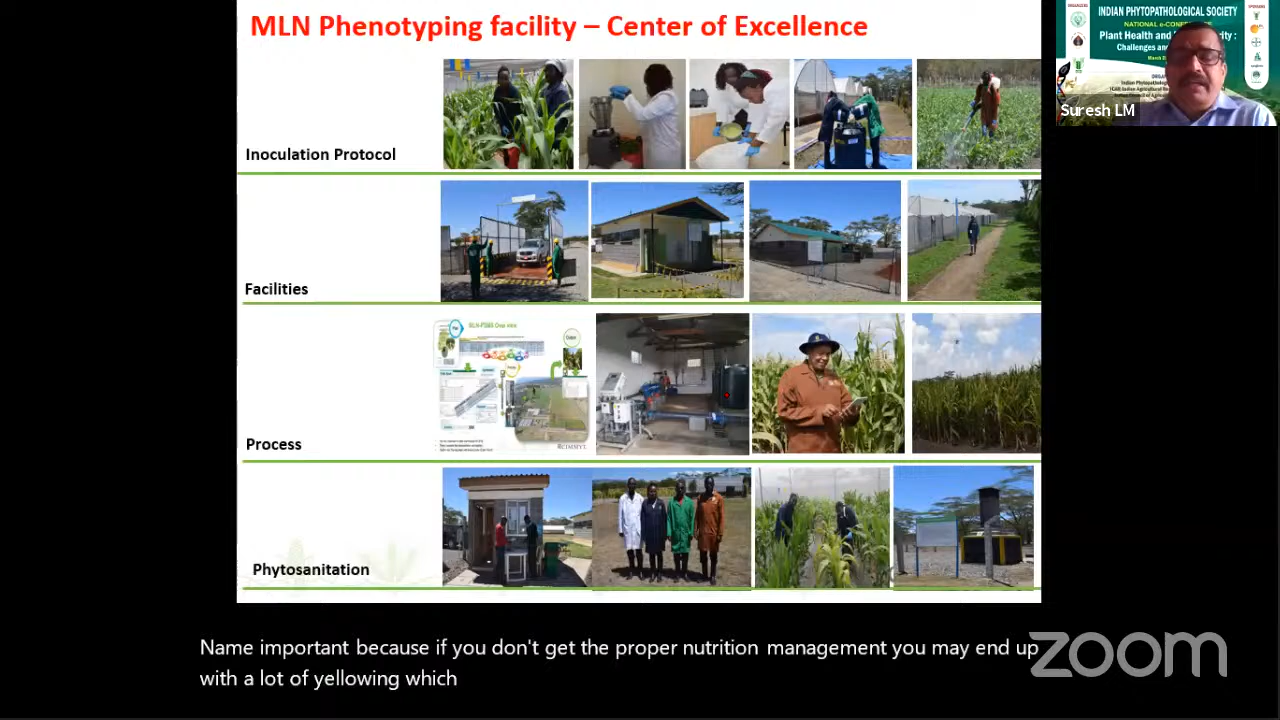 MLN Phenotyping facility – Center of Excellence
Inoculation Protocol
Facilities
Process
Phytosanitation
INDIAN PHYTOPATHOLOGICAL SOCIETY
NATIONAL
Plant Health and
Challenges
Suresh LM
Name important because if you don't get the proper nutrition management you may end up
with a lot of yellowing which
zoom